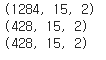 (1284, 15, 2)
(428, 15, 2)
(428, 15, 2)